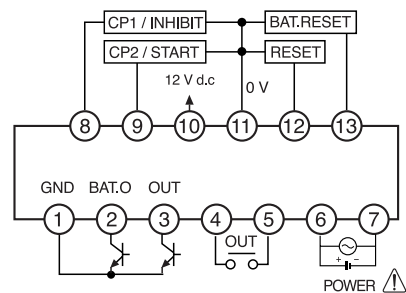 CP1 / INHIBIT BAT.RESET
CP2 / START RESET
12 V d.c 0 V
8 9 10 11 12 13
GND BAT.O OUT
1 2 3 4 5 6 7
OUT
+ −
POWER !